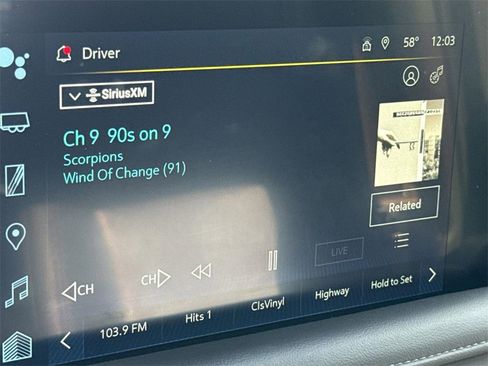 Driver
58° 12:03
SiriusXM
Ch 9 90s on 9
Scorpions
Wind Of Change (91)
Related
CH CH LIVE
103.9 FM Hits 1 ClsVinyl Highway Hold to Set